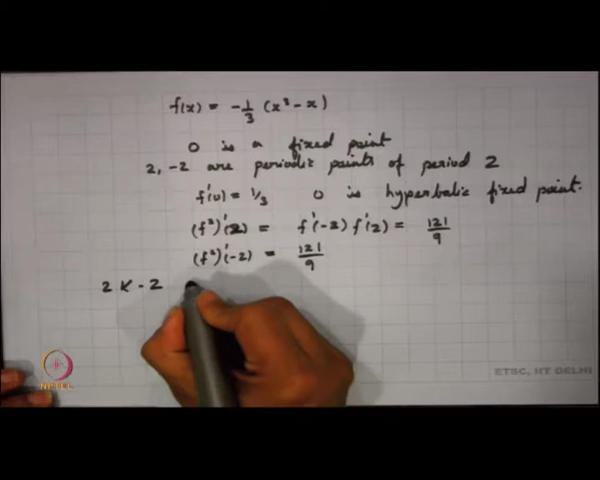 f(x) = -1/3 (x³ - x)
0 is a fixed point
2, -2 are periodic points of period 2
f'(0) = 1/3 0 is hyperbolic fixed point.
(f²)'(2) = f'(-2) f'(2) = 121/9
(f²)'(-2) = 121/9
2 & -2
NPTEL
ETSC, IIT DELHI